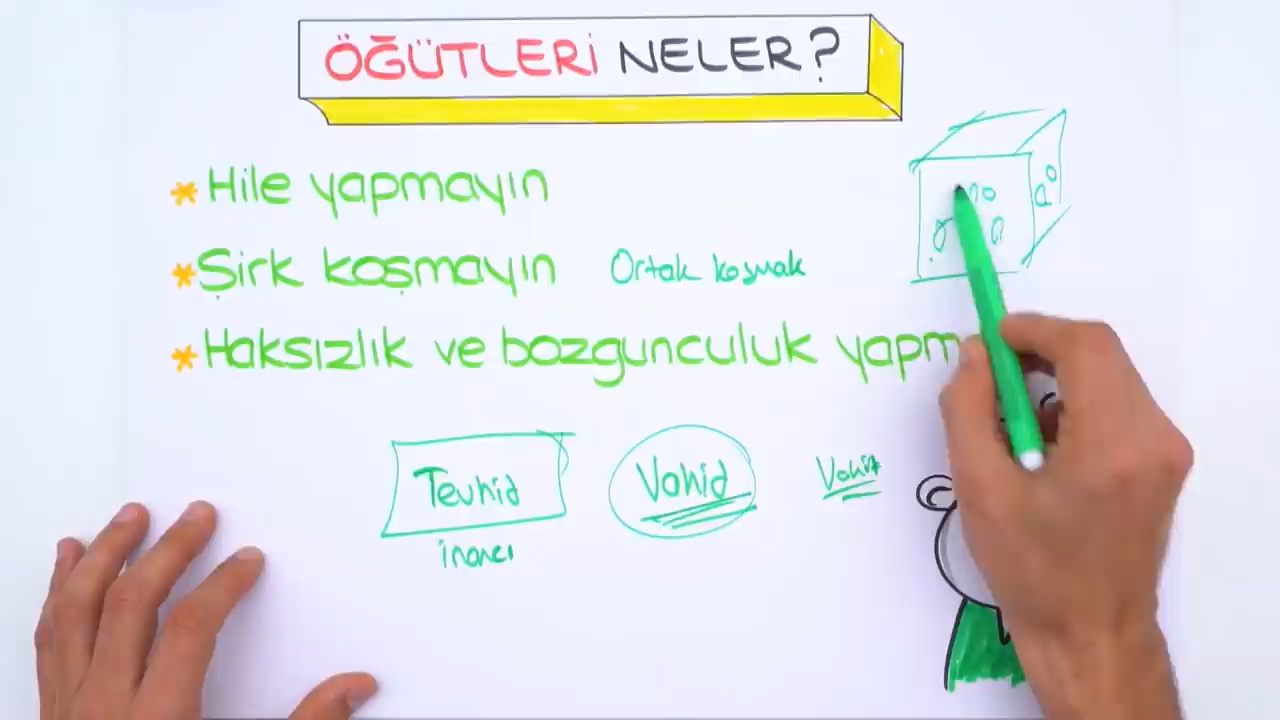 ÖĞÜTLERİ NELER?
* Hile yapmayın
* Şirk koşmayın Ortak koşmak
* Haksızlık ve bozgunculuk yapm
Tevhid Vahid Vahit
inancı